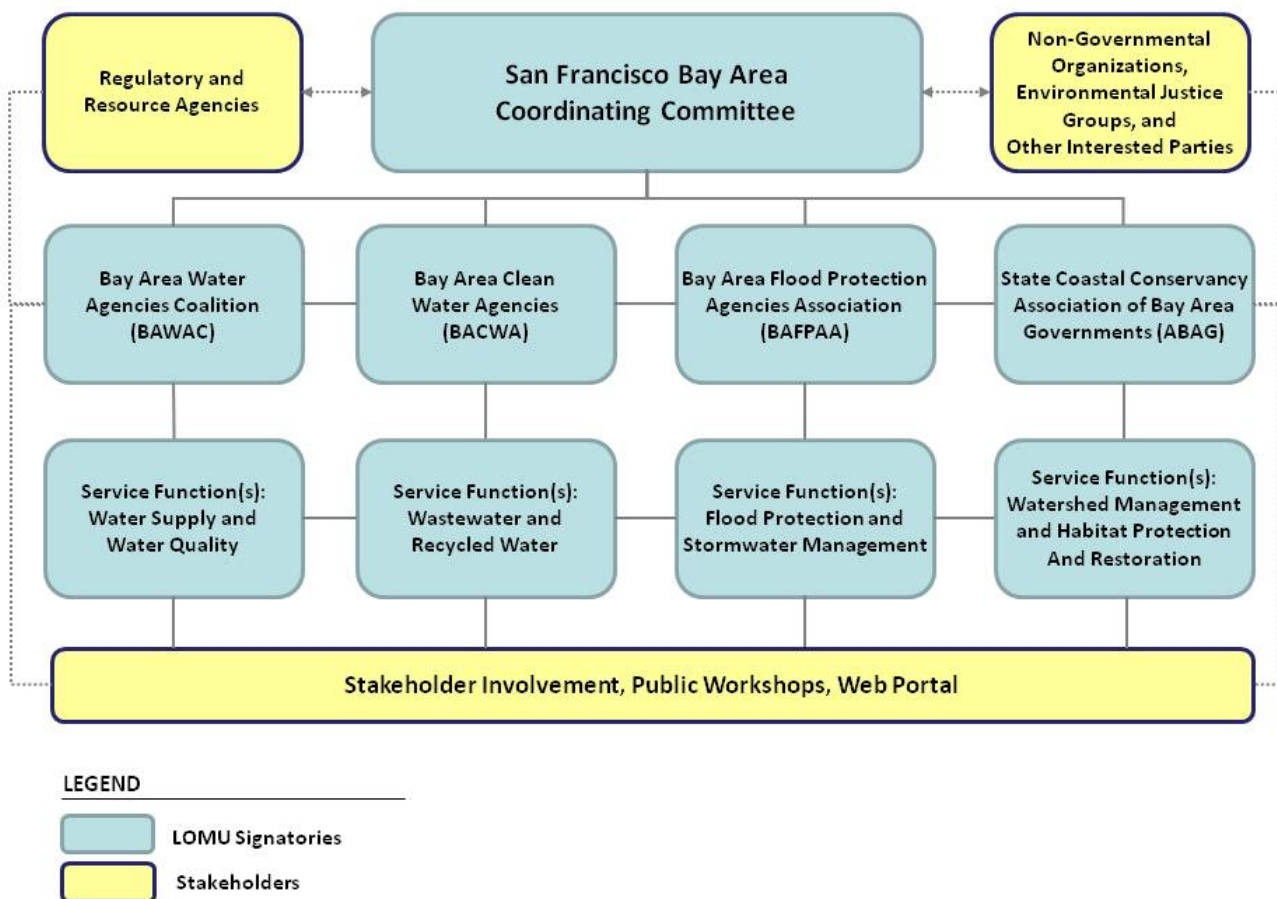 Regulatory and
Resource Agencies
San Francisco Bay Area
Coordinating Committee
Non-Governmental
Organizations,
Environmental Justice
Groups, and
Other Interested Parties
Bay Area Water
Agencies Coalition
(BAWAC)
Bay Area Clean
Water Agencies
(BACWA)
Bay Area Flood Protection
Agencies Association
(BAFPAA)
State Coastal Conservancy
Association of Bay Area
Governments (ABAG)
Service Function(s):
Water Supply and
Water Quality
Service Function(s):
Wastewater and
Recycled Water
Service Function(s):
Flood Protection and
Stormwater Management
Service Function(s):
Watershed Management
and Habitat Protection
And Restoration
Stakeholder Involvement, Public Workshops, Web Portal
LEGEND
LOMU Signatories
Stakeholders